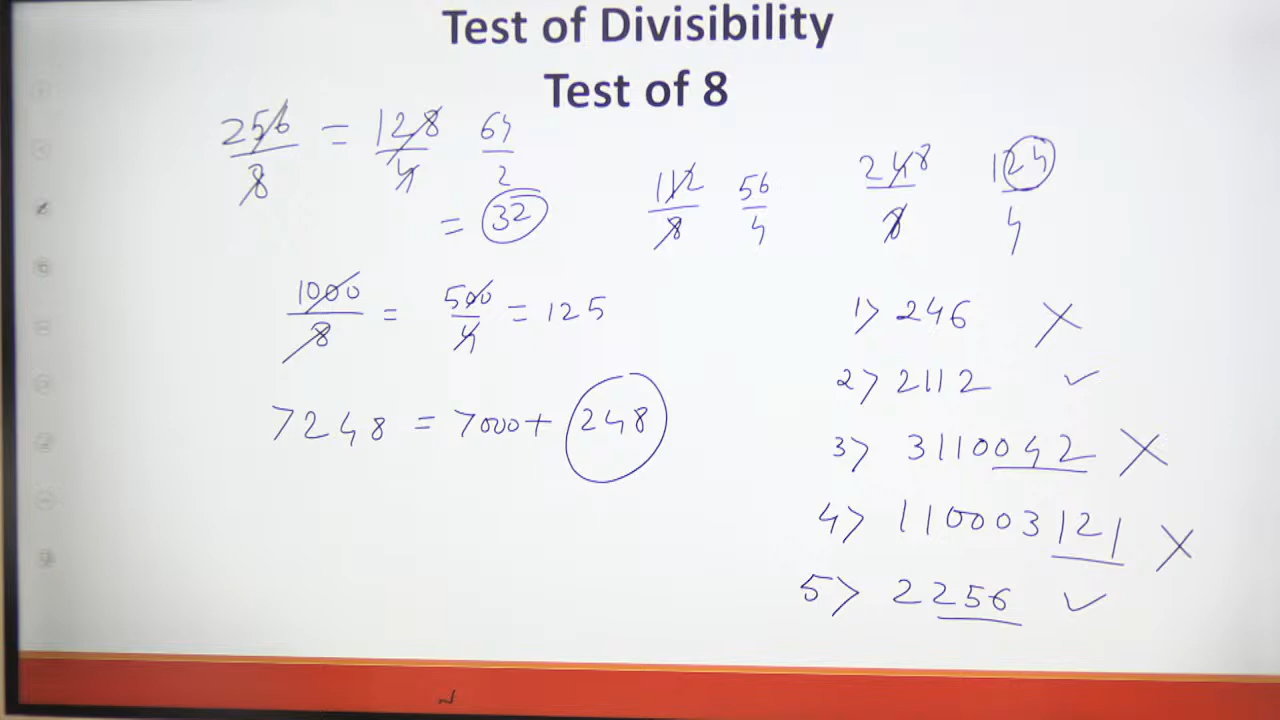 Test of Divisibility
Test of 8
256/8 = 128/4 64/2
= 32
112/8 56/4
248/8 124/4
1000/8 = 500/4 = 125
7248 = 7000 + 248
1> 246 ✗
2> 2112 ✓
3> 3110042 ✗
4> 110003121 ✗
5> 2256 ✓